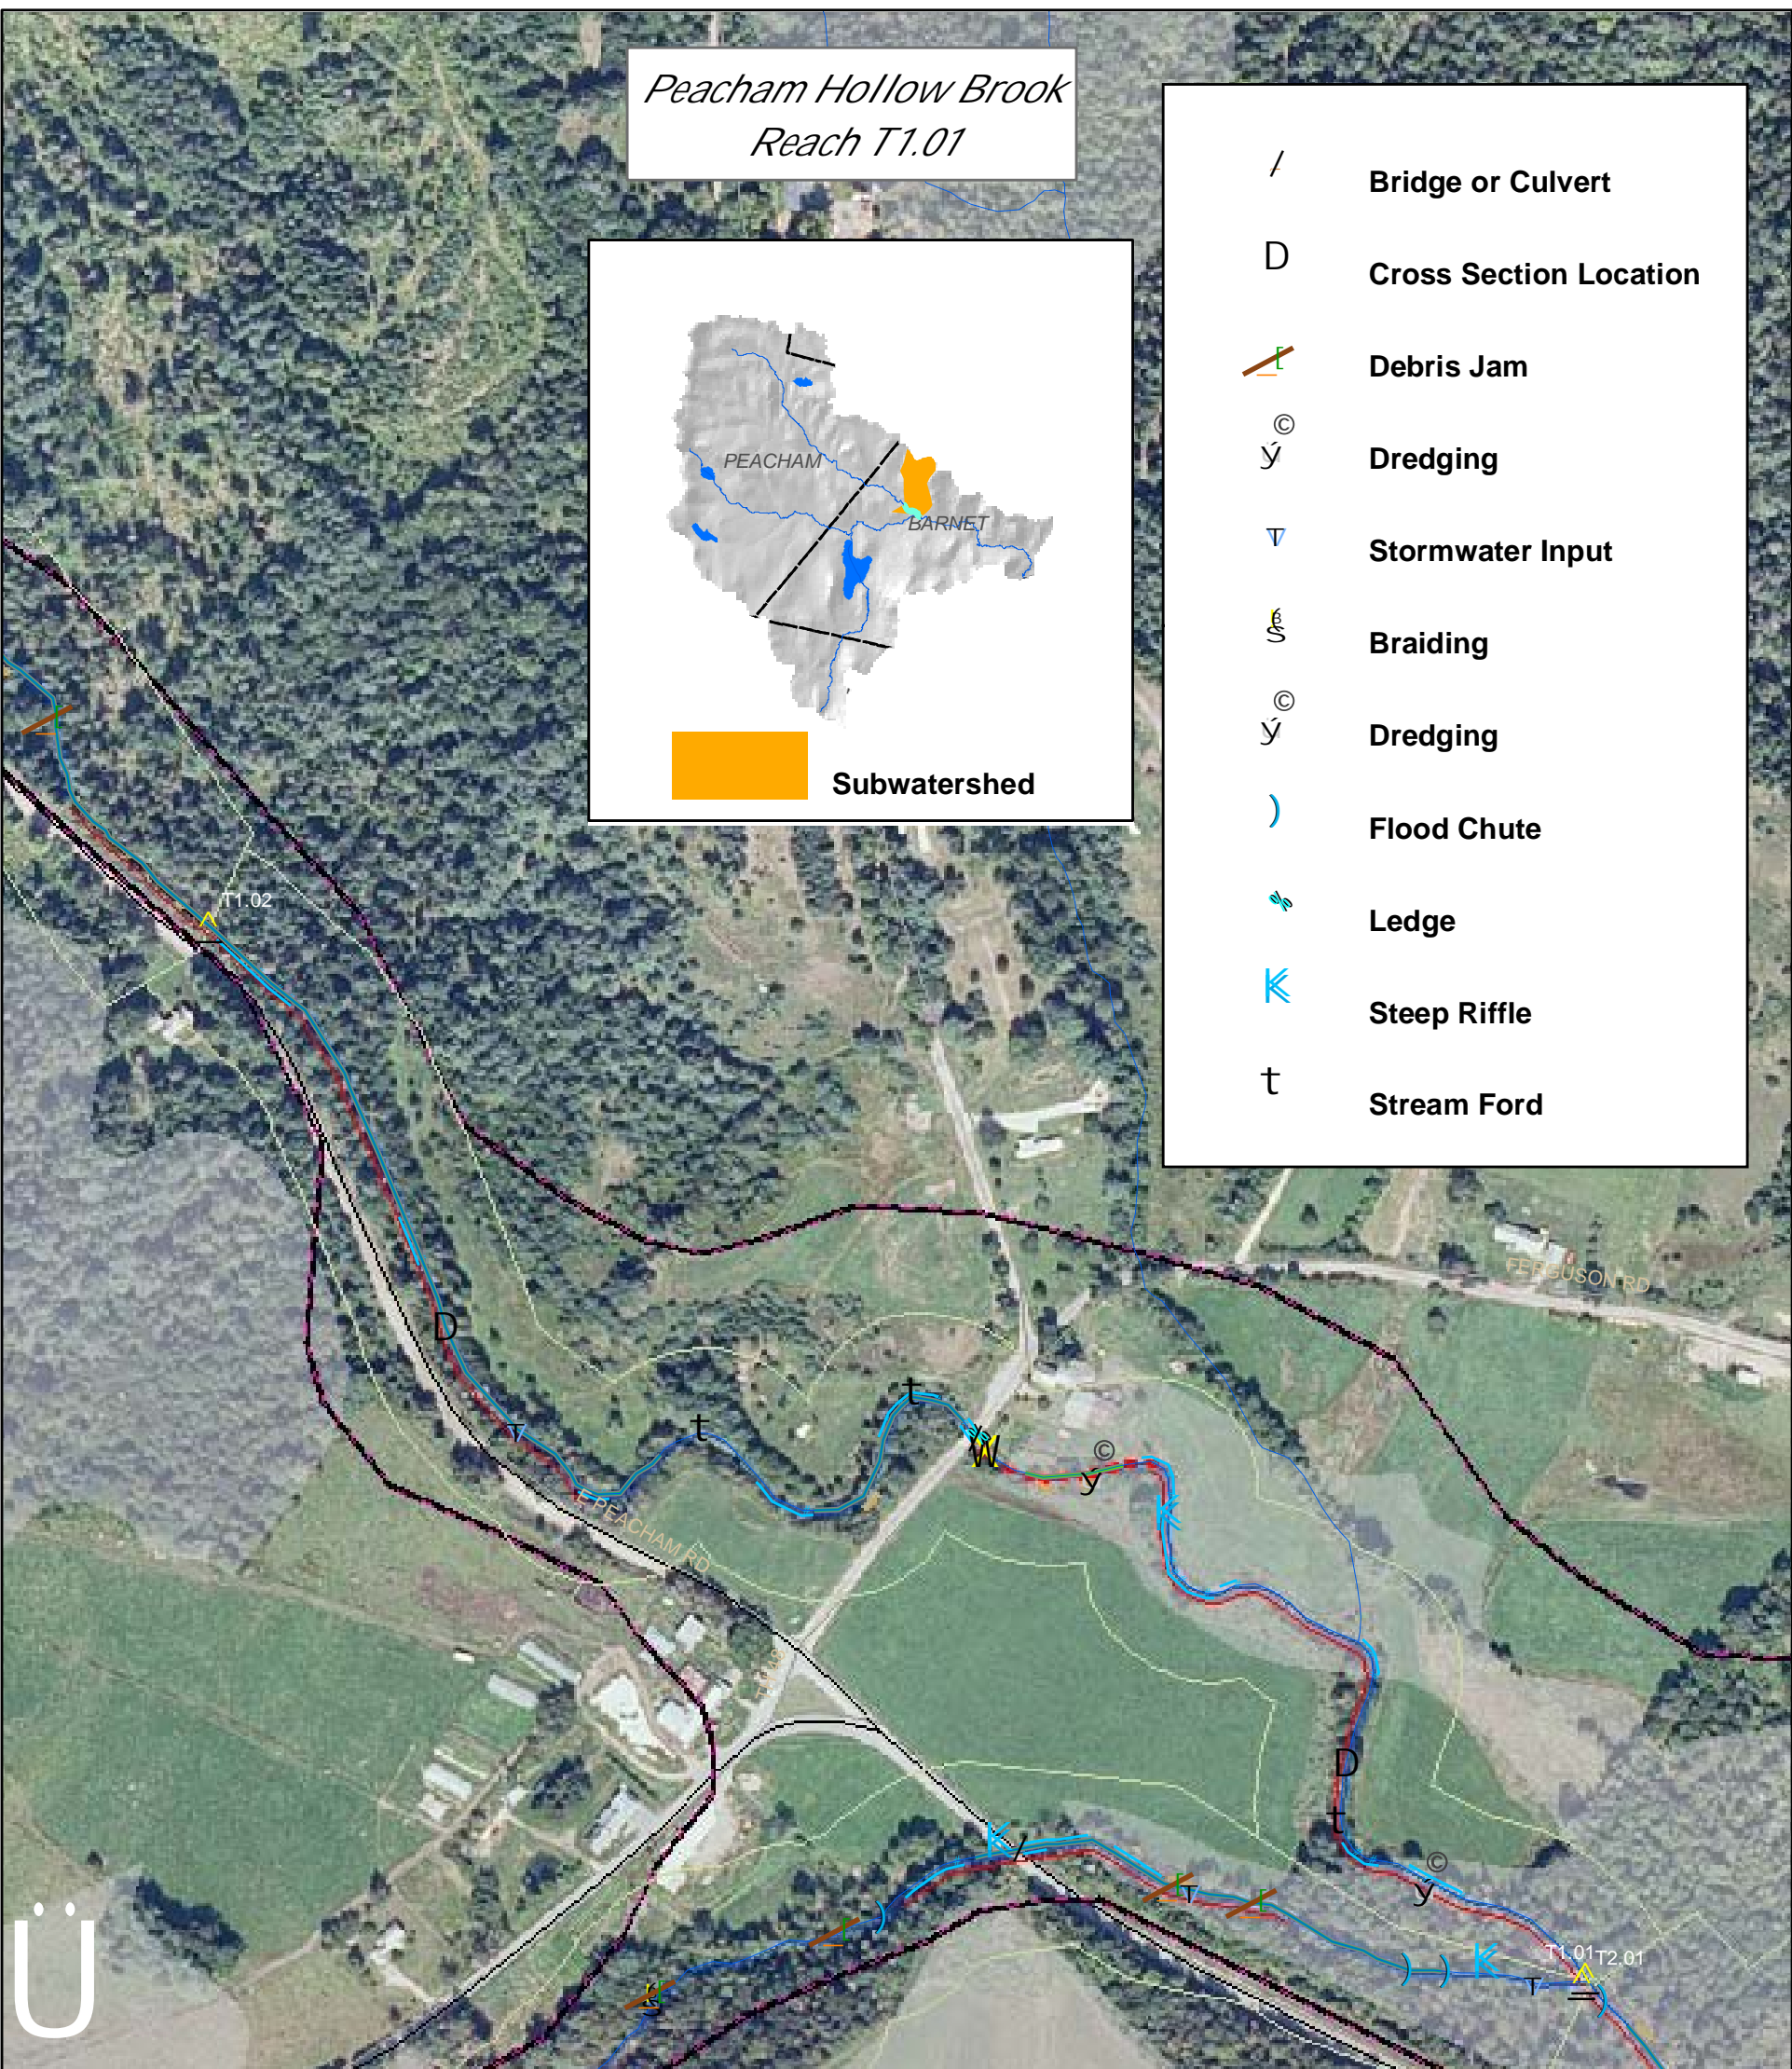 Peacham Hollow Brook
Reach T1.01
/ Bridge or Culvert
D Cross Section Location
[ Debris Jam
©
ý Dredging
T Stormwater Input
ß
§ Braiding
©
ý Dredging
) Flood Chute
% Ledge
K Steep Riffle
t Stream Ford
PEACHAM
BARNET
Subwatershed
[
T1.02
FERGUSON RD
D
T
t
t
%
W
©
ý
K
E PEACHAM RD
D
t
K
/
[
T
[
)
[
©
ý
T1.01
T2.01
)
)
K
T
)
Ü